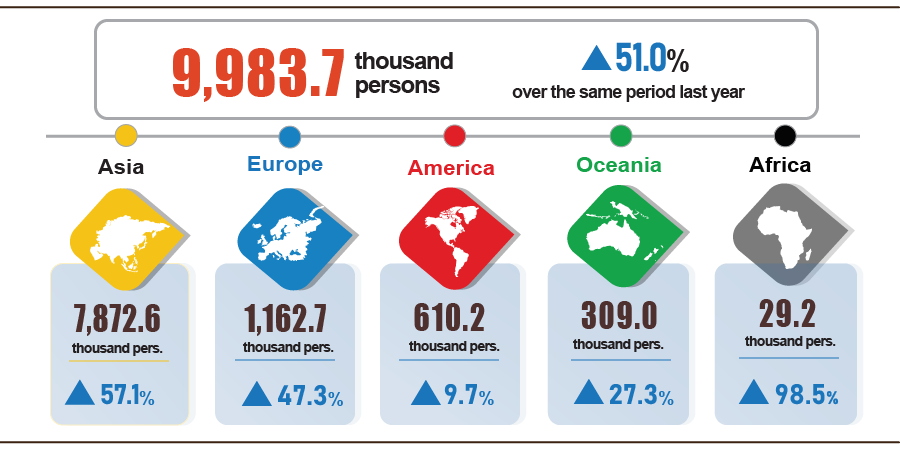 9,983.7 thousand persons
▲51.0%
over the same period last year
Asia
Europe
America
Oceania
Africa
7,872.6
thousand pers.
▲57.1%
1,162.7
thousand pers.
▲47.3%
610.2
thousand pers.
▲9.7%
309.0
thousand pers.
▲27.3%
29.2
thousand pers.
▲98.5%